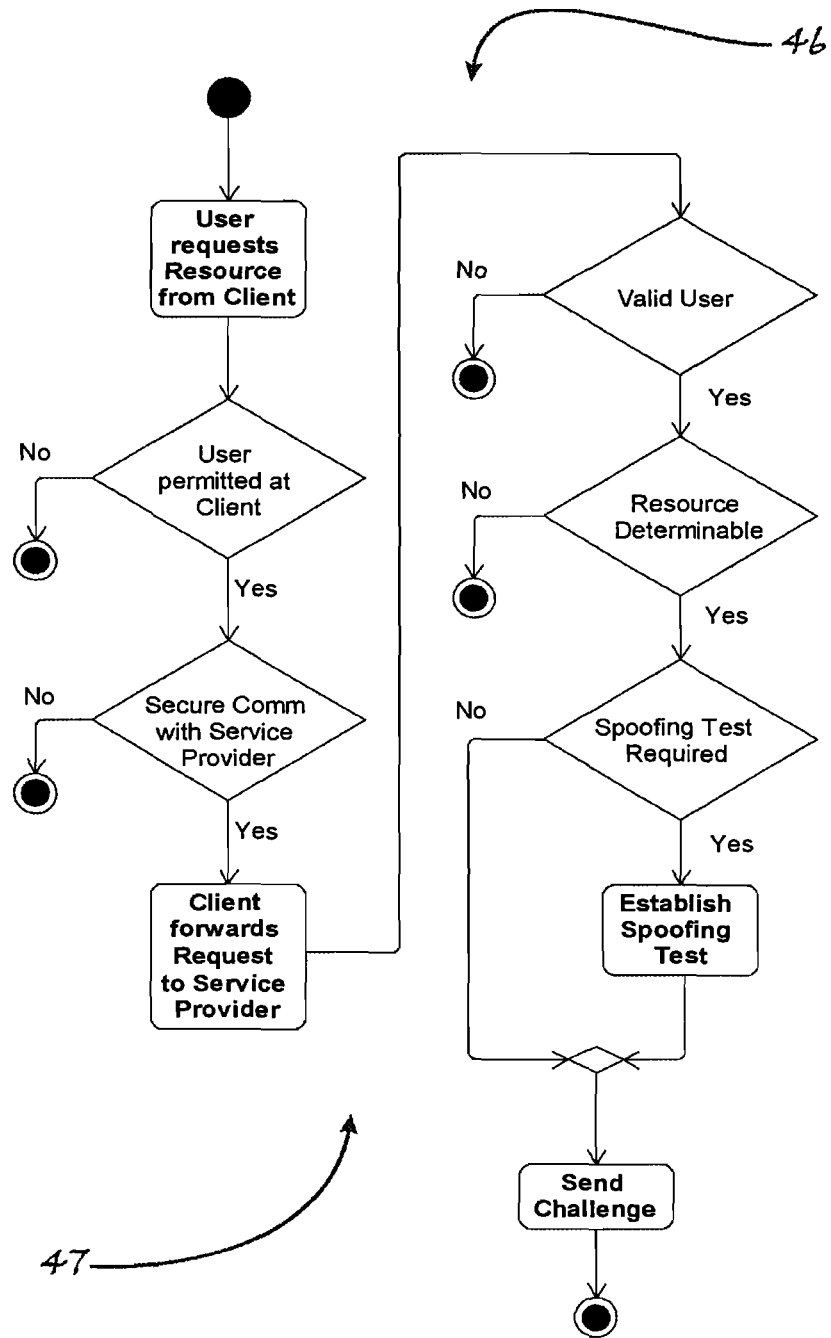 46
User
requests
Resource
from Client
User
permitted at
Client
No
Yes
Secure Comm
with Service
Provider
No
Yes
Client
forwards
Request
to Service
Provider
Valid User
No
Yes
Resource
Determinable
No
Yes
Spoofing Test
Required
No
Yes
Establish
Spoofing
Test
Send
Challenge
47